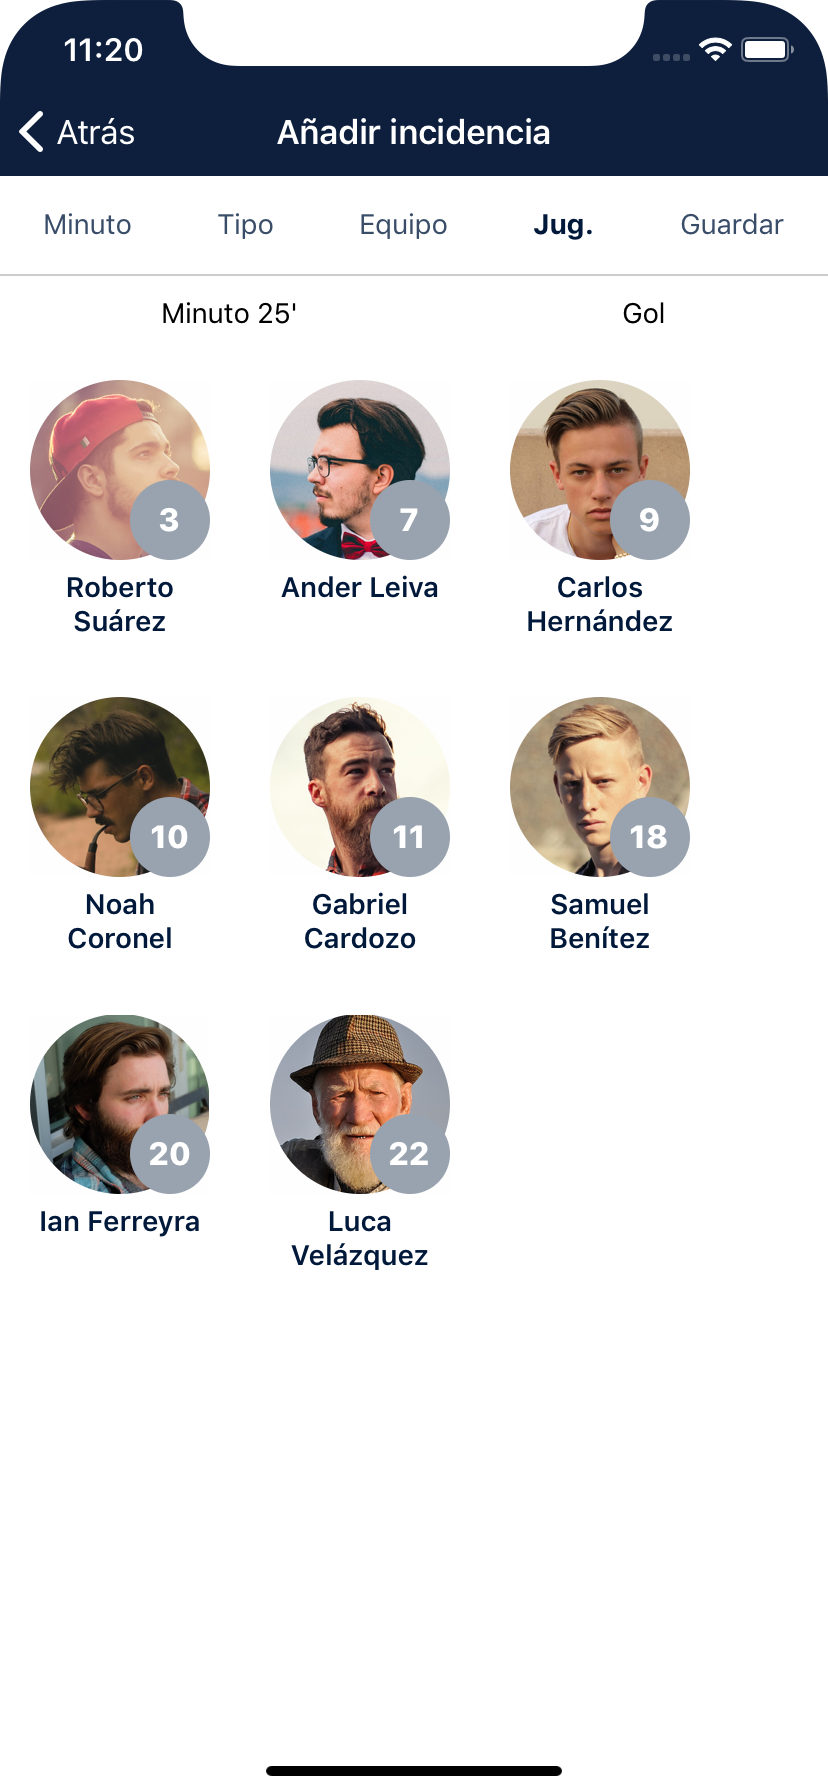 11:20
Atrás
Añadir incidencia
Minuto Tipo Equipo Jug. Guardar
Minuto 25' Gol
3 7 9
Roberto Suárez
Ander Leiva
Carlos Hernández
10 11 18
Noah Coronel
Gabriel Cardozo
Samuel Benítez
20 22
Ian Ferreyra
Luca Velázquez